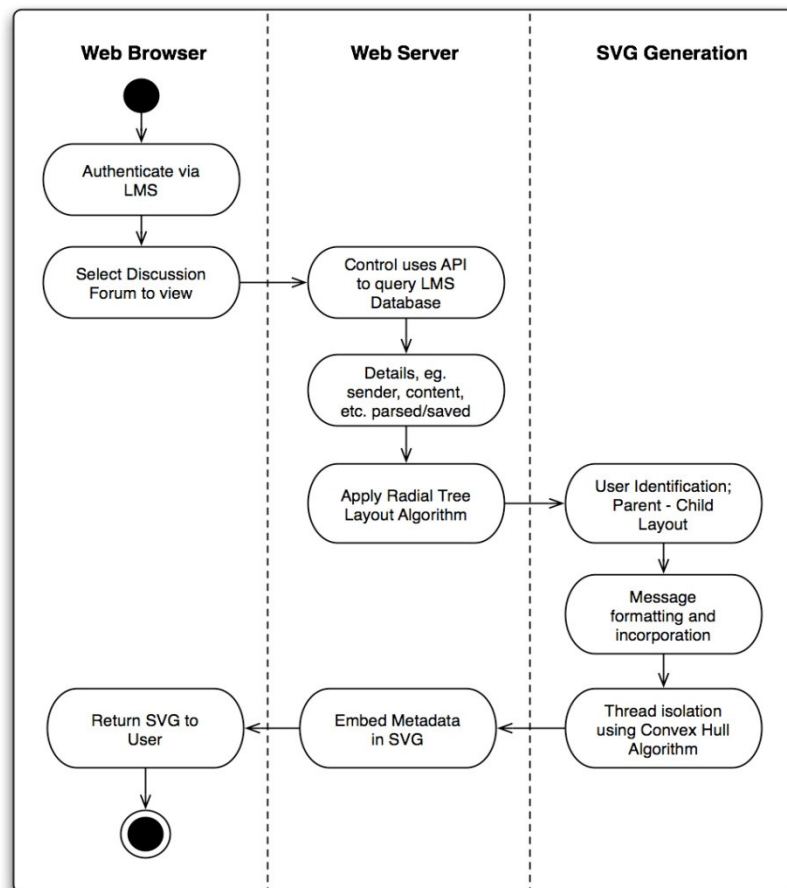 Web Browser
Web Server
SVG Generation
Authenticate via
LMS
Select Discussion
Forum to view
Control uses API
to query LMS
Database
Details, eg.
sender, content,
etc. parsed/saved
Apply Radial Tree
Layout Algorithm
User Identification;
Parent - Child
Layout
Message
formatting and
incorporation
Thread isolation
using Convex Hull
Algorithm
Embed Metadata
in SVG
Return SVG to
User